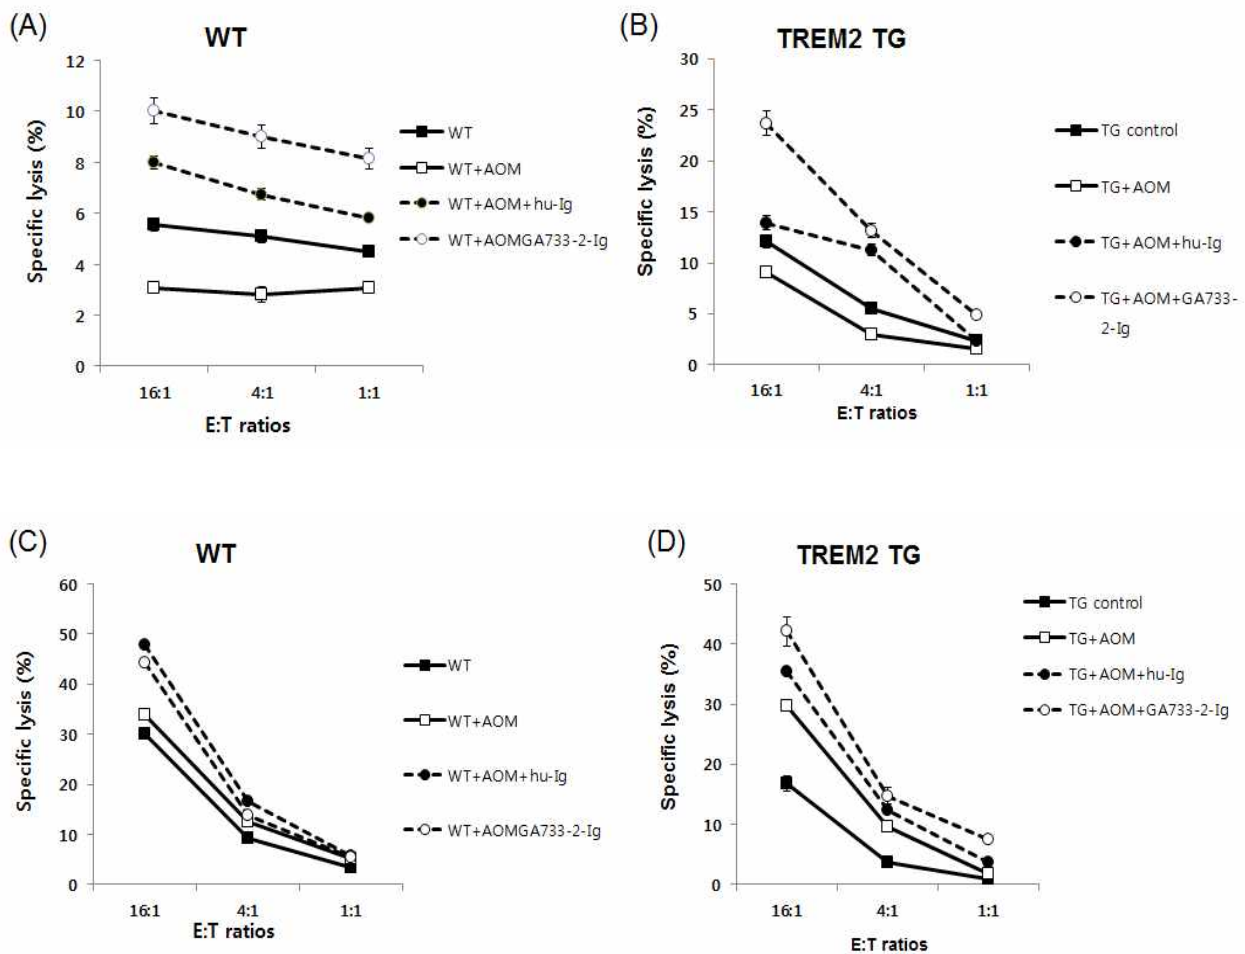 (A)
WT
Specific lysis (%)
12
10
8
6
4
2
0
16:1 4:1 1:1
E:T ratios
WT
WT+AOM
WT+AOM+hu-Ig
WT+AOMGA733-2-Ig
(B)
TREM2 TG
Specific lysis (%)
30
25
20
15
10
5
0
16:1 4:1 1:1
E:T ratios
TG control
TG+AOM
TG+AOM+hu-Ig
TG+AOM+GA733-
2-Ig
(C)
WT
Specific lysis (%)
60
50
40
30
20
10
0
16:1 4:1 1:1
E:T ratios
WT
WT+AOM
WT+AOM+hu-Ig
WT+AOMGA733-2-Ig
(D)
TREM2 TG
Specific lysis (%)
50
40
30
20
10
0
16:1 4:1 1:1
E:T ratios
TG control
TG+AOM
TG+AOM+hu-Ig
TG+AOM+GA733-2-Ig